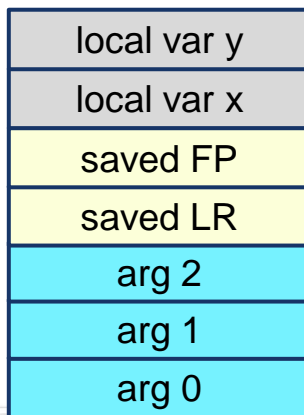 local var y
local var x
saved FP
saved LR
arg 2
arg 1
arg 0